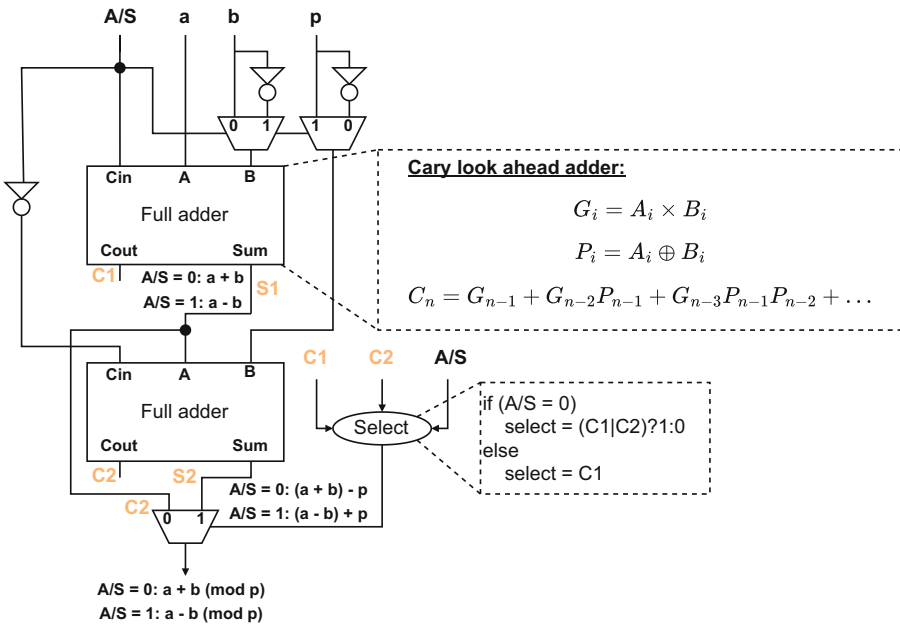 A/S a b p
0 1 1 0
Cin A B
Full adder
Cout Sum
C1
A/S = 0: a + b
A/S = 1: a - b
S1
Cary look ahead adder:
G_i = A_i × B_i
P_i = A_i ⊕ B_i
C_n = G_{n-1} + G_{n-2}P_{n-1} + G_{n-3}P_{n-1}P_{n-2} + ...
Cin A B
Full adder
Cout Sum
C2 S2
C1 C2 A/S
Select
if (A/S = 0)
select = (C1|C2)?1:0
else
select = C1
A/S = 0: (a + b) - p
A/S = 1: (a - b) + p
C2
0 1
A/S = 0: a + b (mod p)
A/S = 1: a - b (mod p)